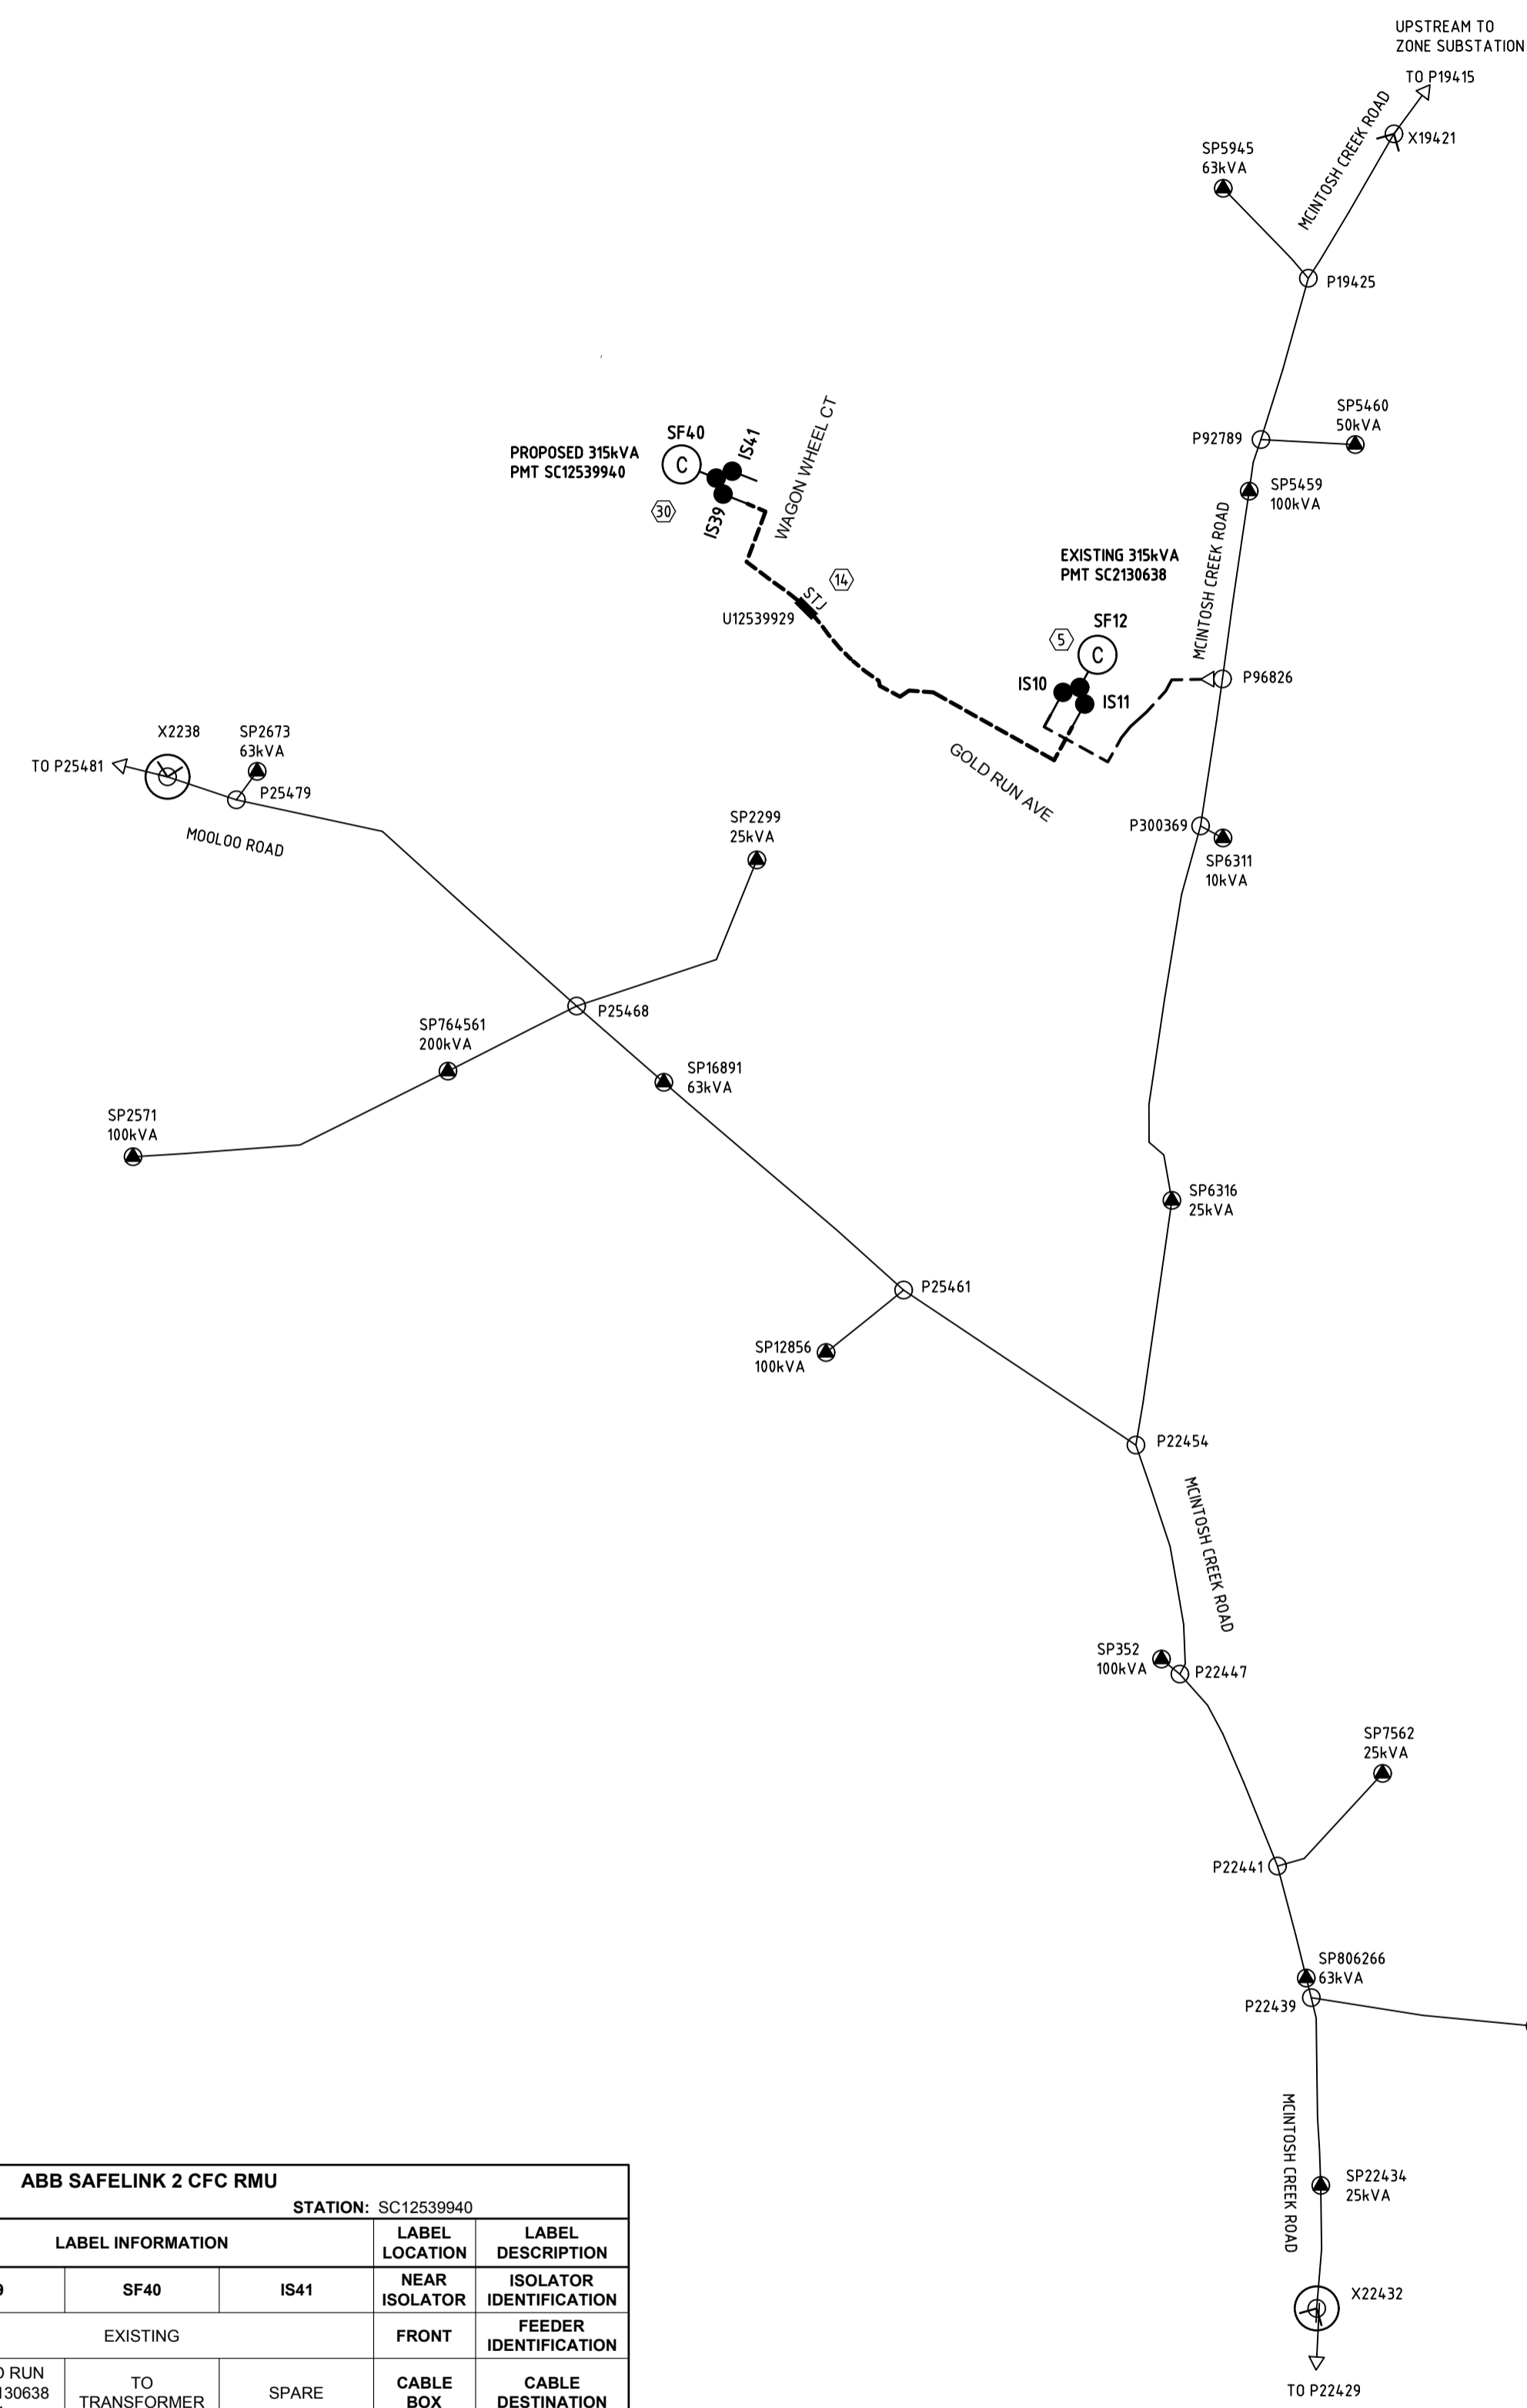 UPSTREAM TO
ZONE SUBSTATION
TO P19415
MCINTOSH CREEK ROAD
X19421
SP5945
63kVA
P19425
SP5460
50kVA
P92789
SP5459
100kVA
MCINTOSH CREEK ROAD
PROPOSED 315kVA
PMT SC12539940
SF40
C
IS41
IS39
30
WAGON WHEEL CT
14
STJ
U12539929
EXISTING 315kVA
PMT SC2130638
SF12
5
C
IS10
IS11
P96826
GOLD RUN AVE
X2238
SP2673
63kVA
TO P25481
P25479
MOOLOO ROAD
SP2299
25kVA
P300369
SP6311
10kVA
P25468
SP764561
200kVA
SP16891
63kVA
SP2571
100kVA
SP6316
25kVA
P25461
SP12856
100kVA
P22454
MCINTOSH CREEK ROAD
SP352
100kVA
P22447
SP7562
25kVA
P22441
SP806266
63kVA
P22439
MCINTOSH CREEK ROAD
SP22434
25kVA
X22432
TO P22429
ABB SAFELINK 2 CFC RMU
STATION: SC12539940
LABEL INFORMATION
LABEL
LOCATION
LABEL
DESCRIPTION
9
SF40
IS41
NEAR
ISOLATOR
ISOLATOR
IDENTIFICATION
EXISTING
FRONT
FEEDER
IDENTIFICATION
RUN
130638
TO
TRANSFORMER
SPARE
CABLE
BOX
CABLE
DESTINATION